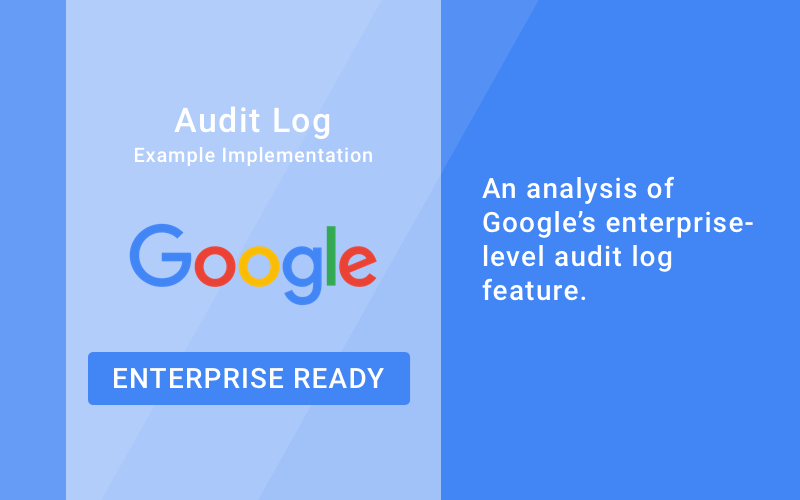 Audit Log
Example Implementation
Google
ENTERPRISE READY
An analysis of
Google’s enterprise-
level audit log
feature.